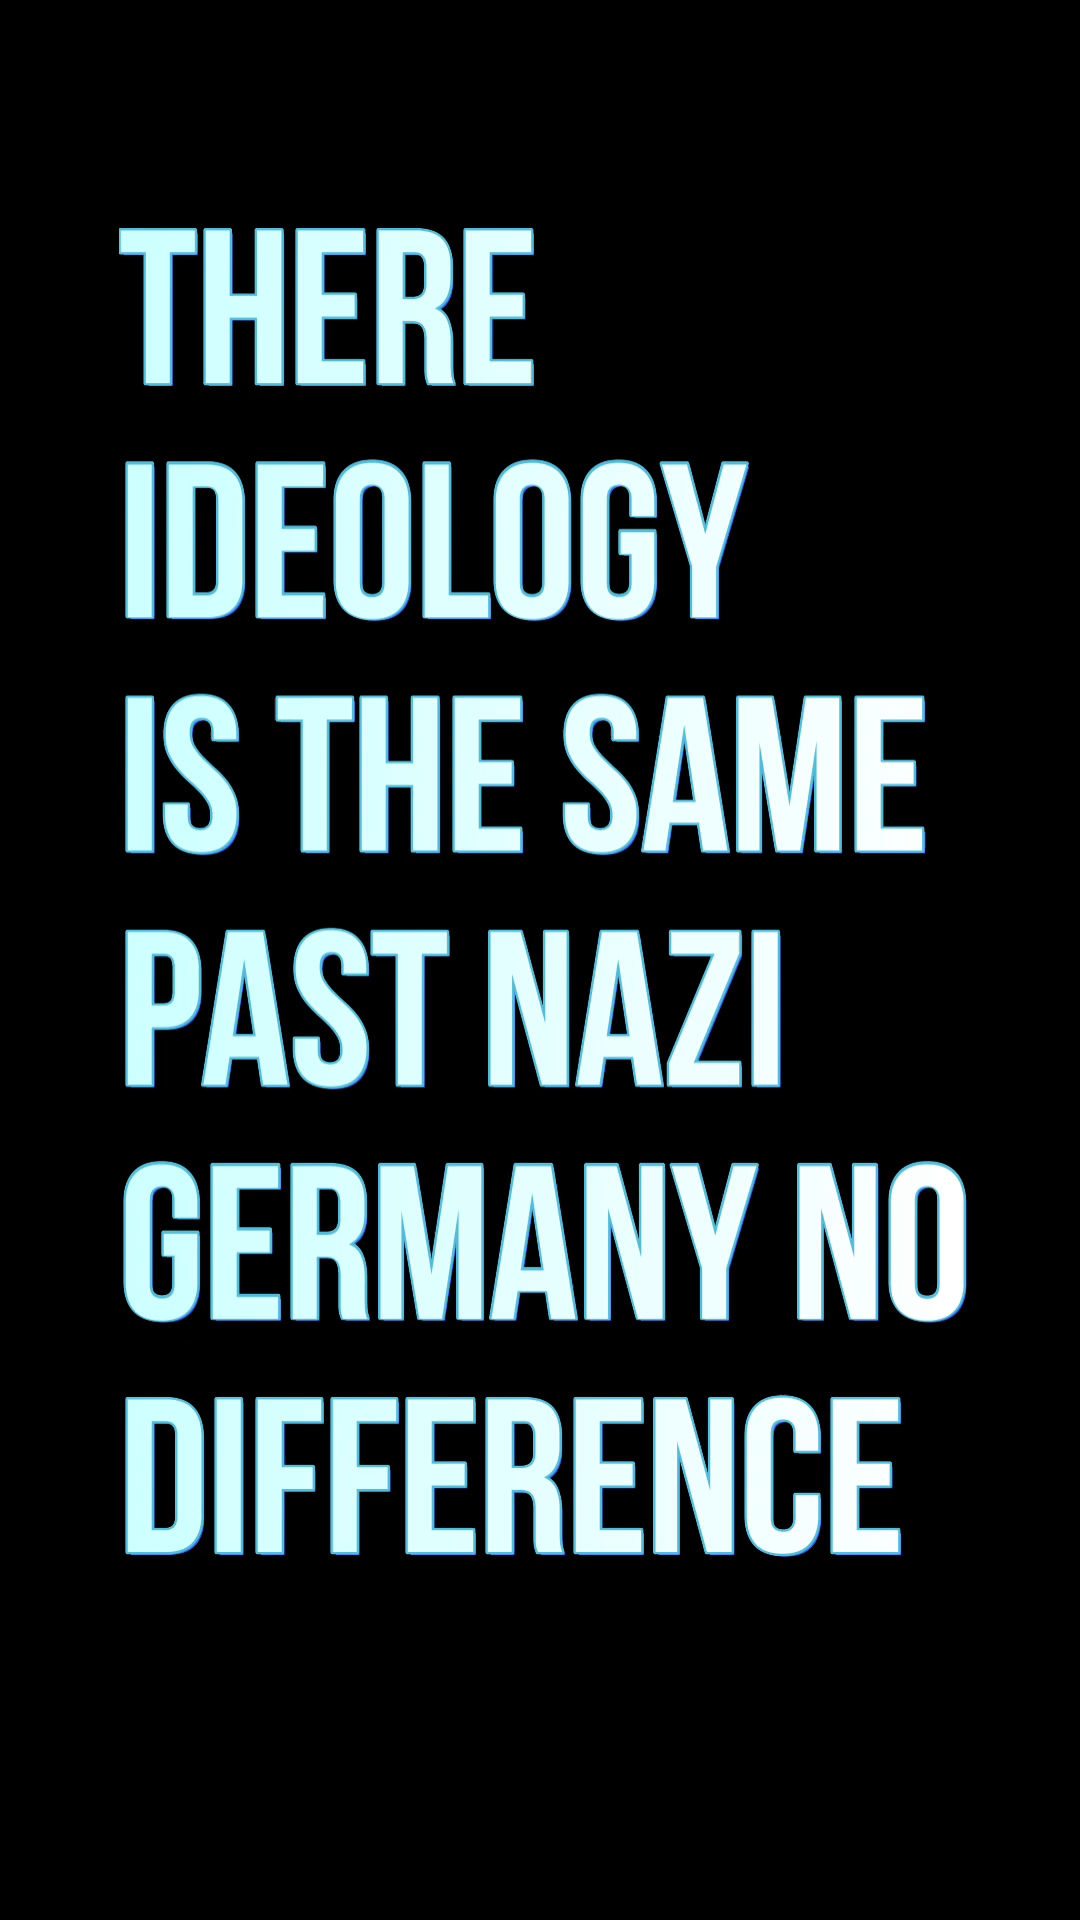 THERE
IDEOLOGY
IS THE SAME
PAST NAZI
GERMANY NO
DIFFERENCE